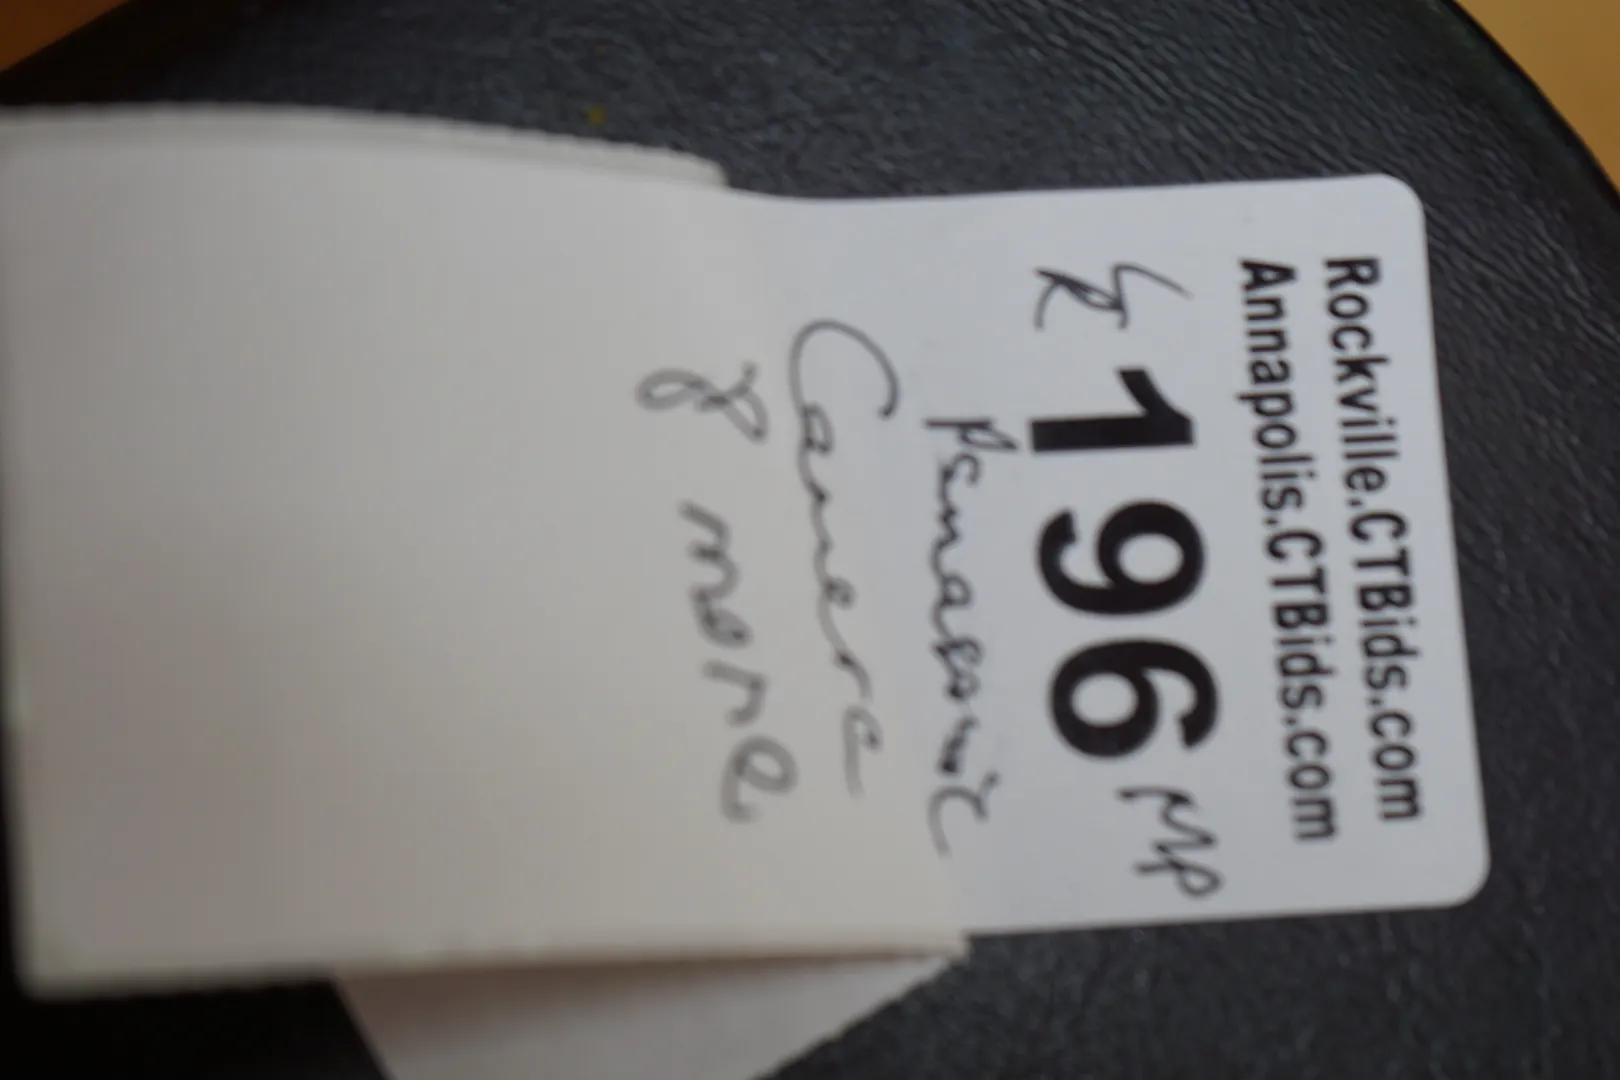 Rockville.CTBids.com
Annapolis.CTBids.com
196 MP
Panasonic
Camera
& more